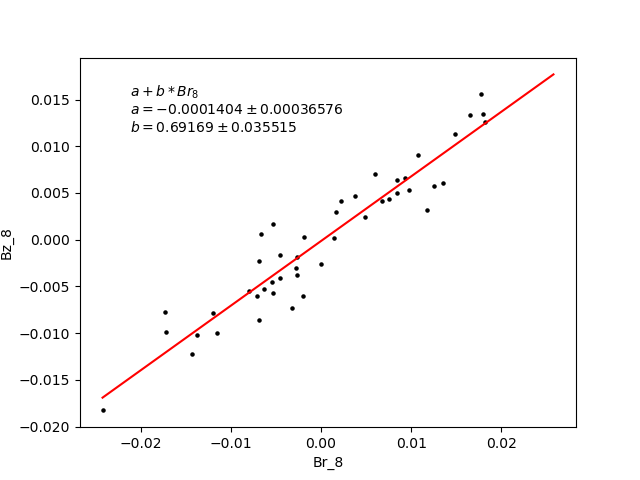 a + b * Br₈
a = −0.0001404 ± 0.00036576
b = 0.69169 ± 0.035515
0.015
0.010
0.005
0.000
−0.005
−0.010
−0.015
−0.020
Bz_8
−0.02 −0.01 0.00 0.01 0.02
Br_8